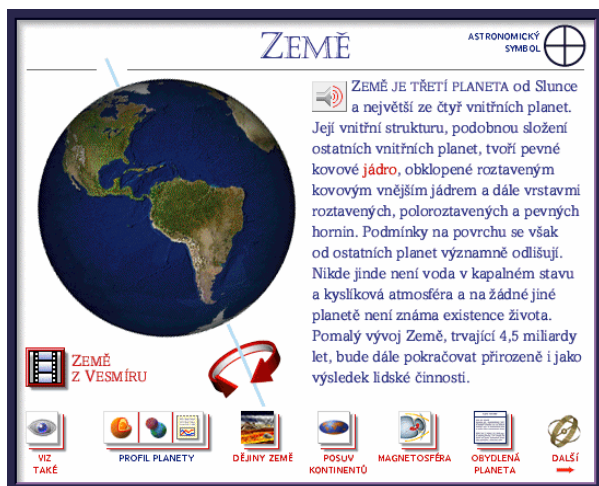 ZEMĚ
ASTRONOMICKÝ
SYMBOL
ZEMĚ JE TŘETÍ PLANETA od Slunce
a největší ze čtyř vnitřních planet.
Její vnitřní strukturu, podobnou složení
ostatních vnitřních planet, tvoří pevné
kovové jádro, obklopené roztaveným
kovovým vnějším jádrem a dále vrstvami
roztavených, poloroztavených a pevných
hornin. Podmínky na povrchu se však
od ostatních planet významně odlišují.
Nikde jinde není voda v kapalném stavu
a kyslíková atmosféra a na žádné jiné
planetě není známa existence života.
Pomalý vývoj Země, trvající 4,5 miliardy
let, bude dále pokračovat přirozeně i jako
výsledek lidské činnosti.
ZEMĚ
Z VESMÍRU
VIZ
TAKÉ
PROFIL PLANETY
DĚJINY ZEMĚ
POSUV
KONTINENTŮ
MAGNETOSFÉRA
OBYDLENÁ
PLANETA
DALŠÍ